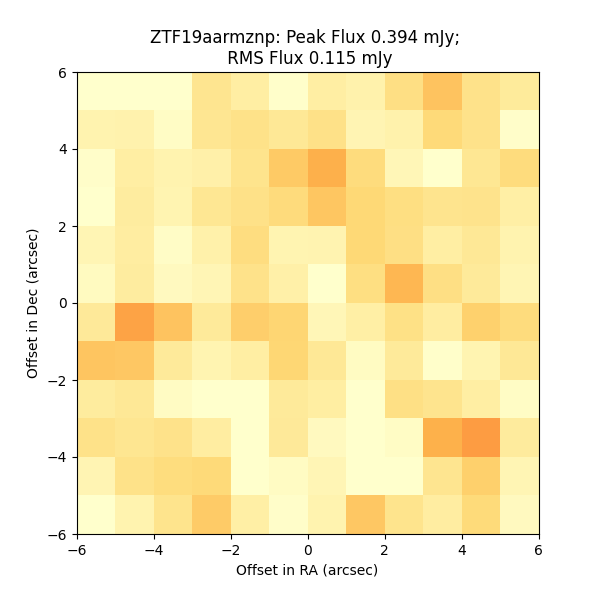 ZTF19aarmznp: Peak Flux 0.394 mJy;
RMS Flux 0.115 mJy
6
4
2
0
−2
−4
−6
Offset in Dec (arcsec)
−6 −4 −2 0 2 4 6
Offset in RA (arcsec)